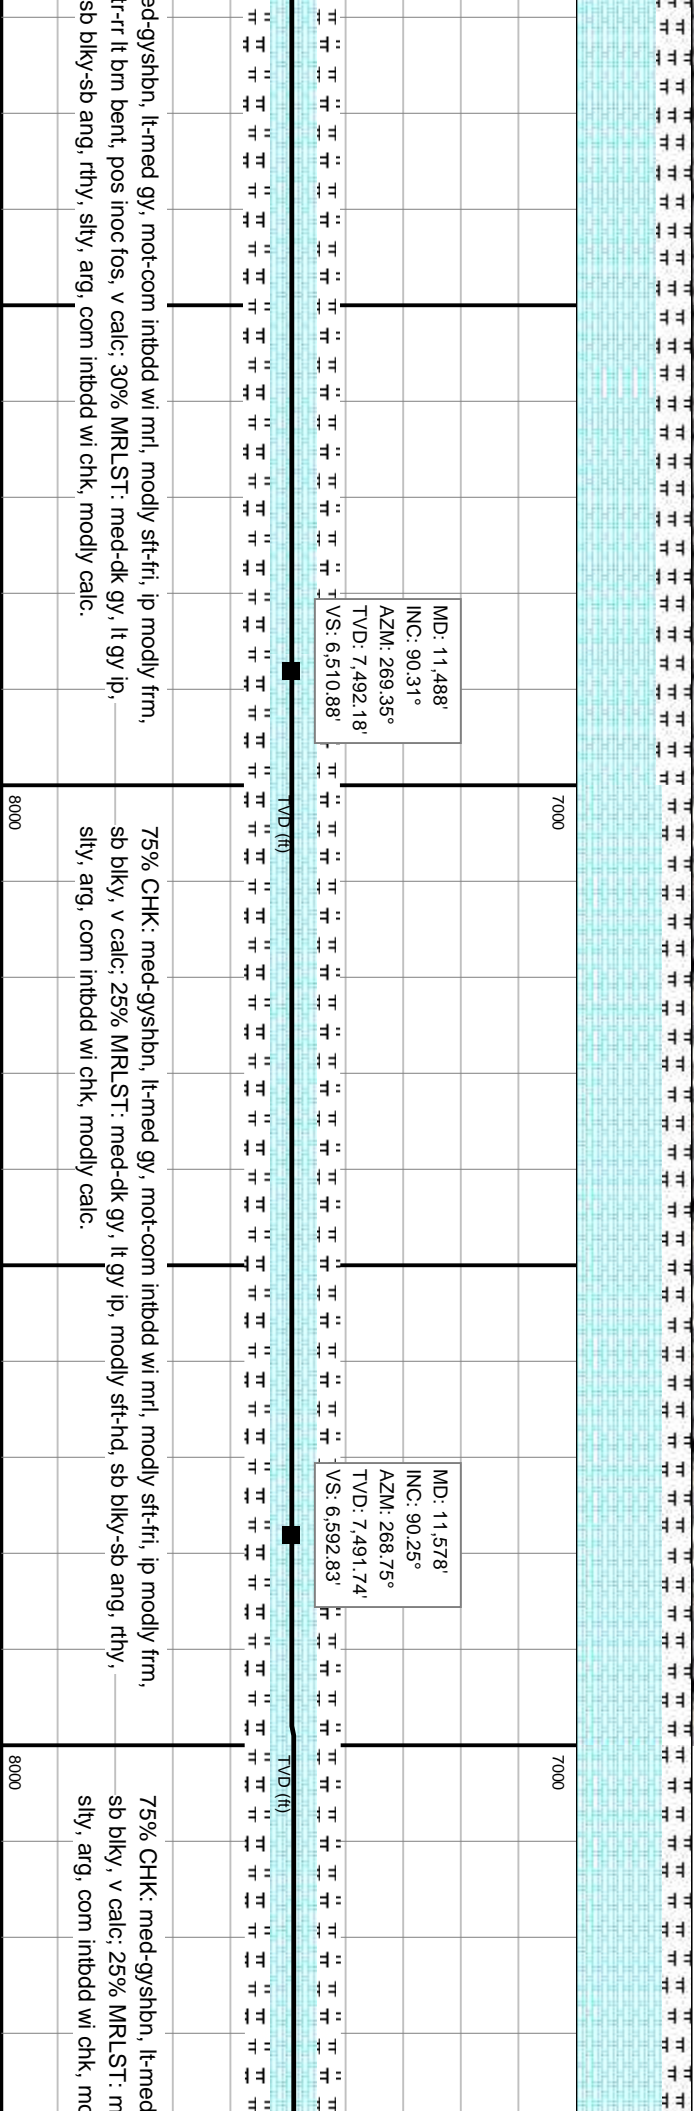 ed-gyshbn, lt-med gy, mot-com intbdd wi mrl, modly sft-fri, ip modly frm,
tr-rr lt brn bent, pos inoc fos, v calc; 30% MRLST: med-dk gy, lt gy ip,
sb blky-sb ang, rthy, slty, arg, com intbdd wi chk, modly calc.
MD: 11,488'
INC: 90.31°
AZM: 269.35°
TVD: 7,492.18'
VS: 6,510.88'
7000
TVD (ft)
8000
75% CHK: med-gyshbn, lt-med gy, mot-com intbdd wi mrl, modly sft-fri, ip modly frm,
sb blky, v calc; 25% MRLST: med-dk gy, lt gy ip, modly sft-hd, sb blky-sb ang, rthy,
slty, arg, com intbdd wi chk, modly calc.
MD: 11,578'
INC: 90.25°
AZM: 268.75°
TVD: 7,491.74'
VS: 6,592.83'
7000
TVD (ft)
8000
75% CHK: med-gyshbn, lt-med
sb blky, v calc; 25% MRLST: m
slty, arg, com intbdd wi chk, mo